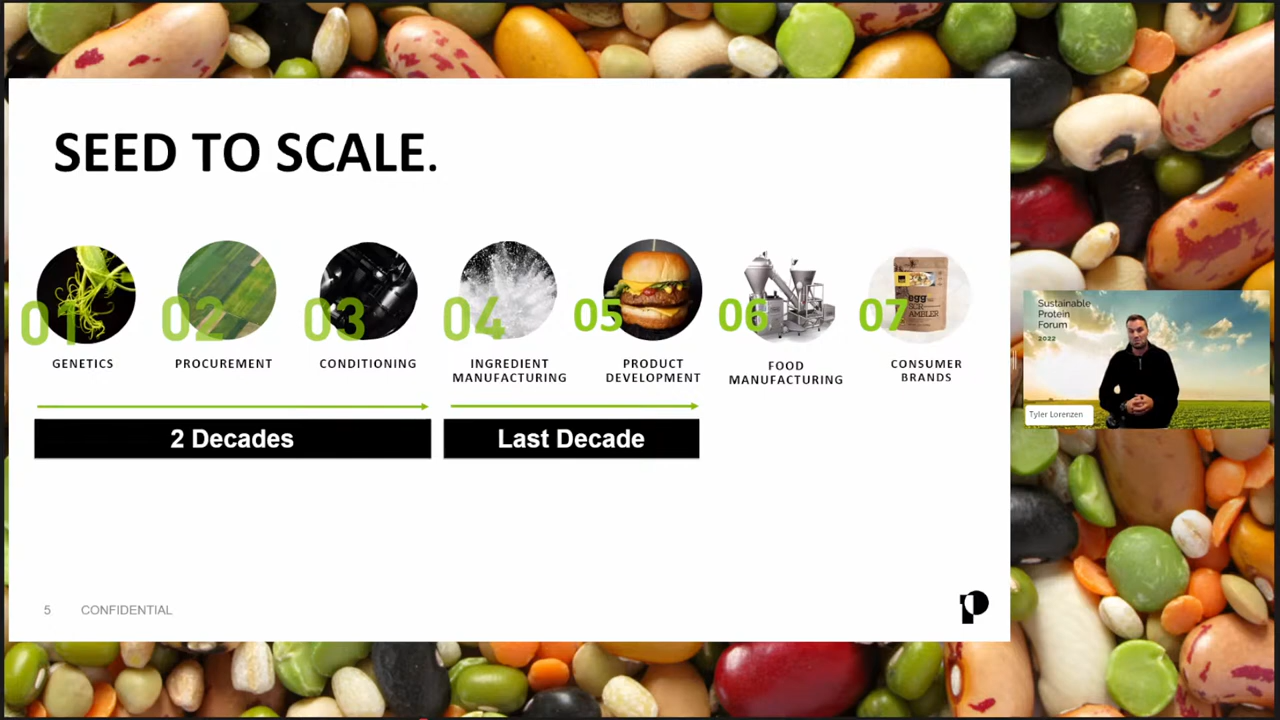 SEED TO SCALE.
01
02
03
04
05
06
07
GENETICS
PROCUREMENT
CONDITIONING
INGREDIENT
MANUFACTURING
PRODUCT
DEVELOPMENT
FOOD
MANUFACTURING
CONSUMER
BRANDS
2 Decades
Last Decade
5 CONFIDENTIAL
egg
Sustainable
Protein
Forum
2022
Tyler Lorenzen